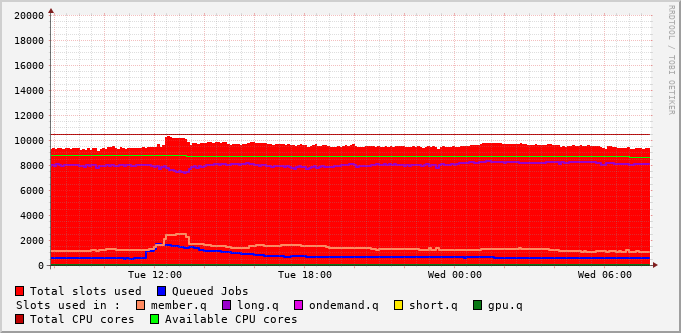 20000
18000
16000
14000
12000
10000
8000
6000
4000
2000
0
Tue 12:00 Tue 18:00 Wed 00:00 Wed 06:00
RRDTOOL / TOBI OETIKER
Total slots used Queued Jobs
Slots used in : member.q long.q ondemand.q short.q gpu.q
Total CPU cores Available CPU cores